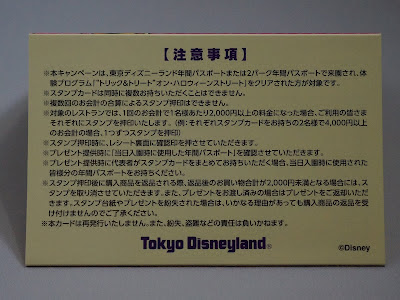 【注意事項】
※本キャンペーンは、東京ディズニーランド年間パスポートまたは2パーク年間パスポートで来園され、体
験プログラム「"トリック&トリート"オン・ハロウィーンストリート」をクリアされた方が対象です。
※スタンプカードは同時に複数お持ちいただくことはできません。
※複数回のお会計の合算によるスタンプ押印はできません。
※対象のレストランでは、1回のお会計で1名様あたり2,000円以上の料金になった場合、ご利用の皆さま
それぞれにスタンプを押印いたします。(例:それぞれスタンプカードをお持ちの2名様で4,000円以上
のお会計の場合、1つずつスタンプを押印)
※スタンプ押印時に、レシート裏面に確認印を押させていただきます。
※プレゼント提供時に「当日入園時に使用した年間パスポート」を確認させていただきます。
※プレゼント提供時に代表者がスタンプカードをまとめてお持ちいただく場合、当日入園時に使用された
皆様分の年間パスポートをお持ちください。
※スタンプ押印後に購入商品を返品される際、返品後のお買い物合計が2,000円未満となる場合には、ス
タンプを取り消させていただきます。また、プレゼントをお渡し済みの場合はプレゼントをご返却いただ
きます。スタンプ台紙やプレゼントを紛失された場合は、いかなる理由があっても購入商品の返品を受
け付けませんのでご了承ください。
※本カードは再発行いたしません。また、紛失、盗難などの責任は負いかねます。
Tokyo Disneyland®
©Disney